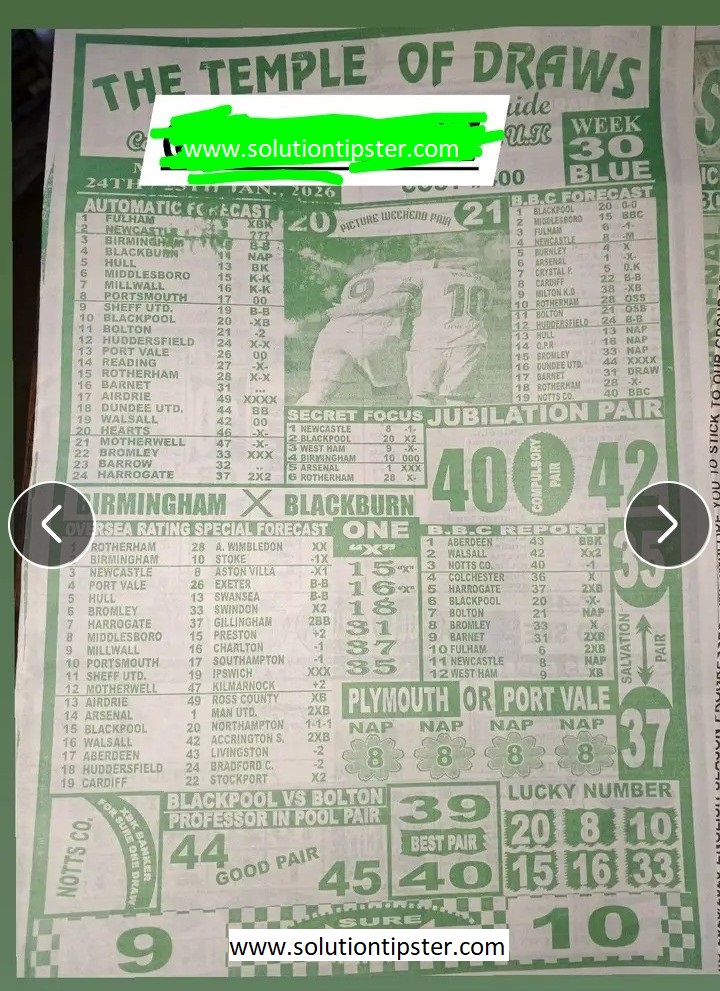 THE TEMPLE OF DRAWS
www.solutiontipster.com
U.K
WEEK
30
BLUE
24TH / 25TH JAN., 2026
AUTOMATIC FORECAST
1 FULHAM XBK
2 NEWCASTLE ???
3 BIRMINGHAM B-B
4 BLACKBURN 11 NAP
5 HULL 13 BK
6 MIDDLESBORO 15 K-K
7 MILLWALL 16 K-K
8 PORTSMOUTH 17 00
9 SHEFF UTD. 19 B-B
10 BLACKPOOL 20 -XB
11 BOLTON 21 -2
12 HUDDERSFIELD 24 X-X
13 PORT VALE 26 00
14 READING 27 -X-
15 ROTHERHAM 28 X-X
16 BARNET 31 ...
17 AIRDRIE 49 XXXX
18 DUNDEE UTD. 44 BB
19 WALSALL 42 00
20 HEARTS 46 -X-
21 MOTHERWELL 47 -X-
22 BROMLEY 33 XXX
23 BARROW 32 ..
24 HARROGATE 37 2X2
20 PICTURE WEEKEND PAIR 21
9 10
B.B.C FORECAST
1 BLACKPOOL 20 0-0
2 MIDDLESBORO 15 BBC
3 FULHAM 6 -1-
4 NEWCASTLE 8 -M
5 BURNLEY 4 X
6 ARSENAL 1 -X-
7 CRYSTAL P. 5 O.K
8 CARDIFF 22 B-B
9 MILTON K.D 38 -XB
10 ROTHERHAM 28 OSS
11 BOLTON 21 OSB
12 HUDDERSFIELD 24 B-B
13 HULL 13 NAP
14 Q.P.R 18 NAP
15 BROMLEY 33 NAP
16 DUNDEE UTD. 44 XXXX
17 BARNET 31 DRAW
18 ROTHERHAM 28 -X-
19 NOTTS CO. 40 BBC
SECRET FOCUS
1 NEWCASTLE 8 -1-
2 BLACKPOOL 20 X2
3 WEST HAM 9 -X-
4 BIRMINGHAM 10 000
5 ARSENAL 1 XXX
6 ROTHERHAM 28 X-
JUBILATION PAIR
40 COMPULSORY PAIR 42
BIRMINGHAM X BLACKBURN
OVERSEA RATING SPECIAL FORECAST
1 ROTHERHAM 28 A. WIMBLEDON XX
BIRMINGHAM 10 STOKE -1X
3 NEWCASTLE 8 ASTON VILLA -X1
4 PORT VALE 26 EXETER B-B
5 HULL 13 SWANSEA B-B
6 BROMLEY 33 SWINDON X2
7 HARROGATE 37 GILLINGHAM 2BB
8 MIDDLESBORO 15 PRESTON +2
9 MILLWALL 16 CHARLTON -1
10 PORTSMOUTH 17 SOUTHAMPTON -1
11 SHEFF UTD. 19 IPSWICH XXX
12 MOTHERWELL 47 KILMARNOCK +2
13 AIRDRIE 49 ROSS COUNTY XB
14 ARSENAL 1 MAN UTD. 2XB
15 BLACKPOOL 20 NORTHAMPTON 1-1-1
16 WALSALL 42 ACCRINGTON S. 2XB
17 ABERDEEN 43 LIVINGSTON -2
18 HUDDERSFIELD 24 BRADFORD C. -2
19 CARDIFF 22 STOCKPORT X2
ONE
"X"
15 "X"
16 "X"
18
31
37
35
B.B.C REPORT
1 ABERDEEN 43 BBK
2 WALSALL 42 Xx2
3 NOTTS CO. 40 -1
4 COLCHESTER 36 X
5 HARROGATE 37 2XB
6 BLACKPOOL 20 -X-
7 BOLTON 21 NAP
8 BROMLEY 33 X
9 BARNET 31 2XB
10 FULHAM 6 2XB
11 NEWCASTLE 8 NAP
12 WEST HAM 9 XB
35
SALVATION PAIR
37
PLYMOUTH OR PORT VALE
NAP NAP NAP NAP
8 8 8 8
NOTTS CO.
XBK BANKER
FOR SURE ONE DRAW
BLACKPOOL VS BOLTON
PROFESSOR IN POOL PAIR
44 GOOD PAIR 45
39
BEST PAIR
40
LUCKY NUMBER
20 8 10
15 16 33
9 SURE 10
www.solutiontipster.com